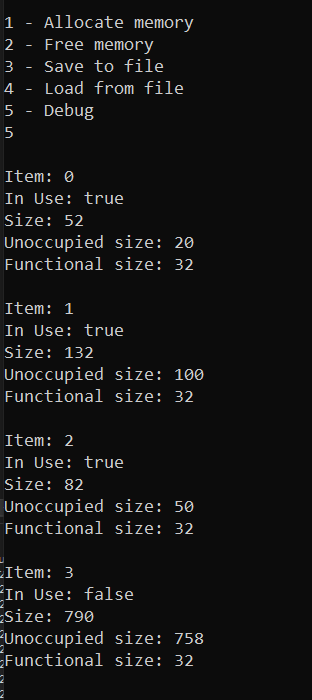 1 - Allocate memory
2 - Free memory
3 - Save to file
4 - Load from file
5 - Debug
5
Item: 0
In Use: true
Size: 52
Unoccupied size: 20
Functional size: 32
Item: 1
In Use: true
Size: 132
Unoccupied size: 100
Functional size: 32
Item: 2
In Use: true
Size: 82
Unoccupied size: 50
Functional size: 32
Item: 3
In Use: false
Size: 790
Unoccupied size: 758
Functional size: 32